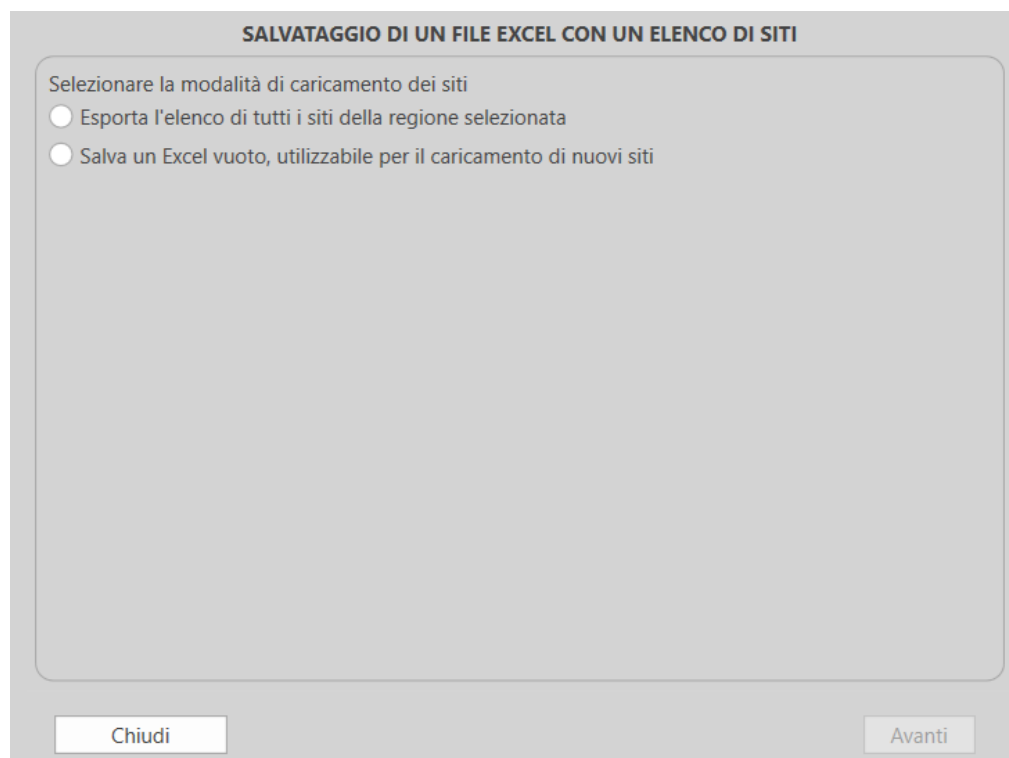 SALVATAGGIO DI UN FILE EXCEL CON UN ELENCO DI SITI
Selezionare la modalità di caricamento dei siti
Esporta l'elenco di tutti i siti della regione selezionata
Salva un Excel vuoto, utilizzabile per il caricamento di nuovi siti
Chiudi
Avanti